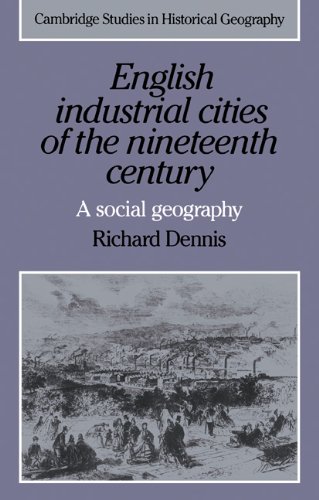 Cambridge Studies in Historical Geography
English
industrial cities
of the nineteenth
century
A social geography
Richard Dennis